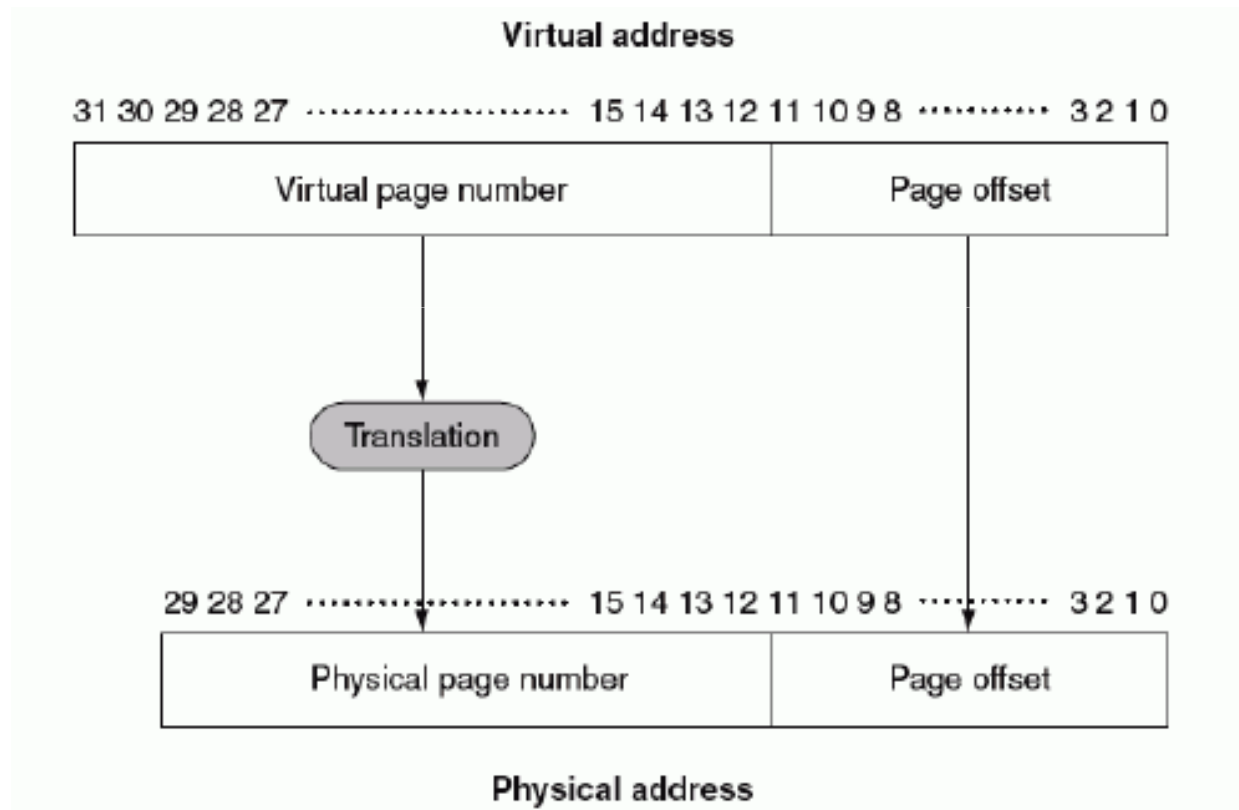 Virtual address
31 30 29 28 27 ··················· 15 14 13 12 11 10 9 8 ··········· 3 2 1 0
Virtual page number Page offset
Translation
29 28 27 ··················· 15 14 13 12 11 10 9 8 ··········· 3 2 1 0
Physical page number Page offset
Physical address